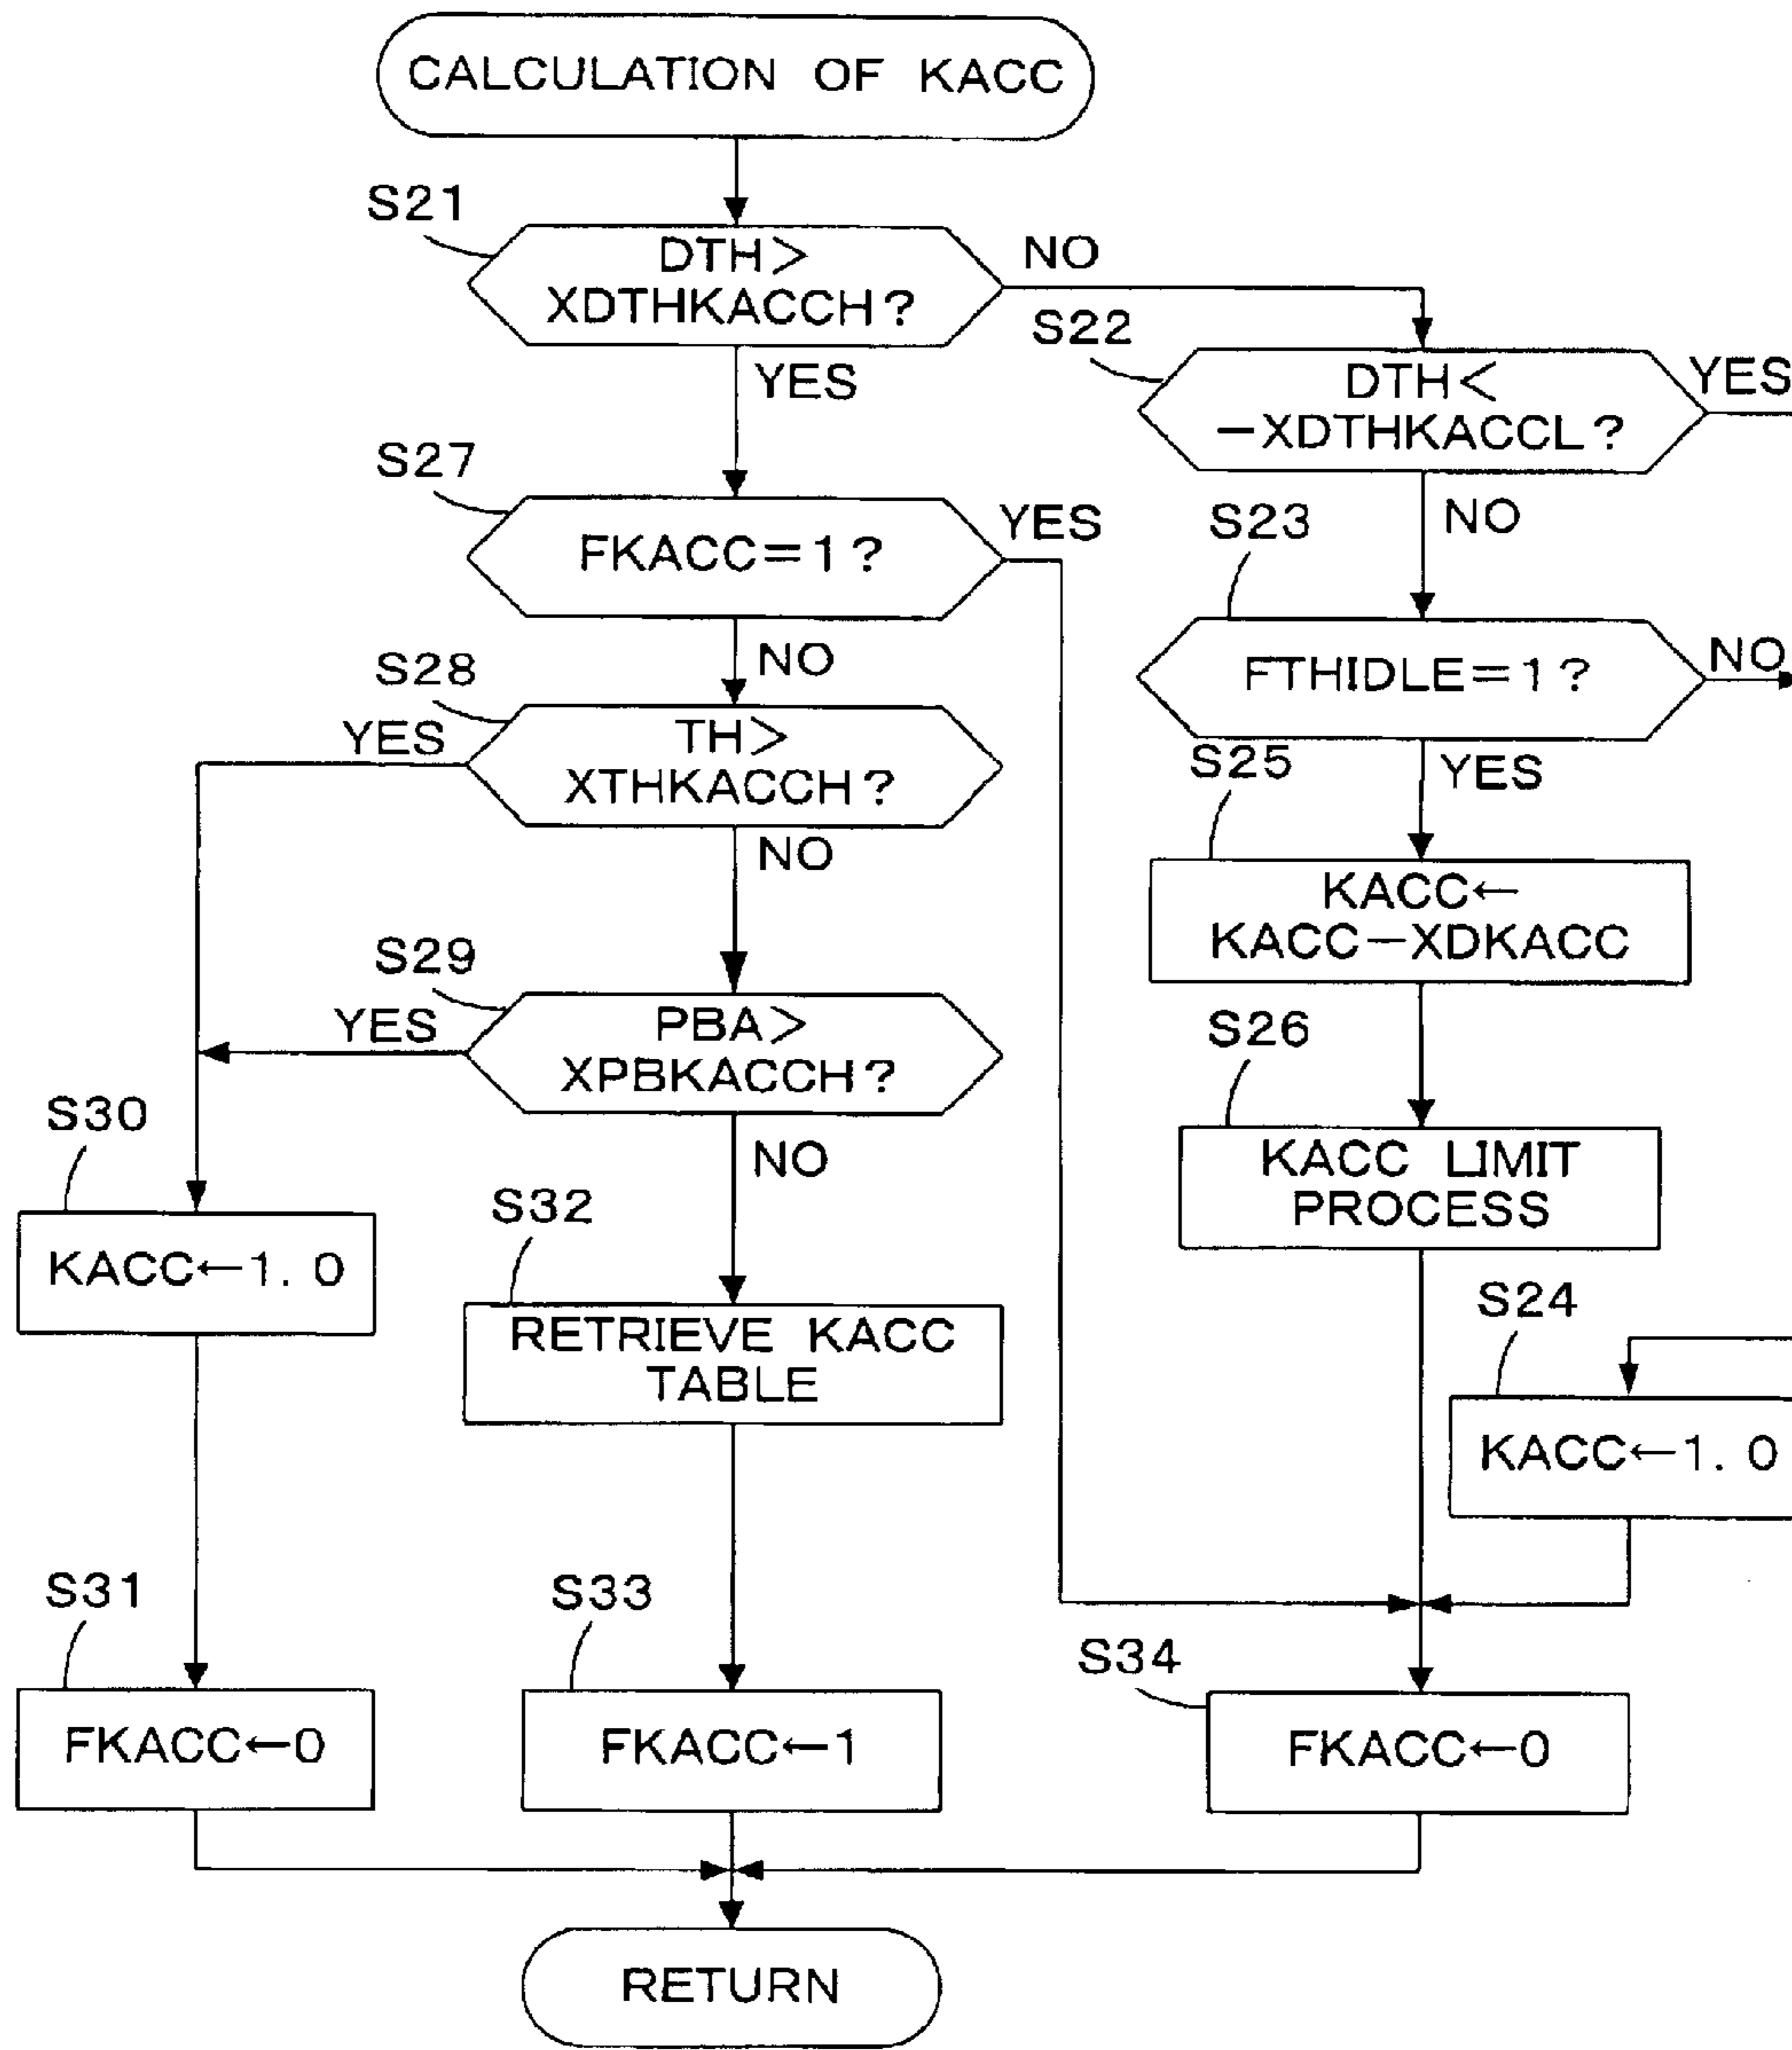 CALCULATION OF KACC
S21
DTH>
XDTHKACCH?
NO
YES
S22
DTH<
-XDTHKACCL?
YES
NO
S27
FKACC=1?
YES
NO
S23
FTHIDLE=1?
NO
YES
S28
TH>
XTHKACCH?
YES
NO
S25
KACC←
KACC-XDKACC
S29
PBA>
XPBKACCH?
YES
NO
S26
KACC LIMIT
PROCESS
S30
KACC←1.0
S32
RETRIEVE KACC
TABLE
S24
KACC←1.0
S31
FKACC←0
S33
FKACC←1
S34
FKACC←0
RETURN